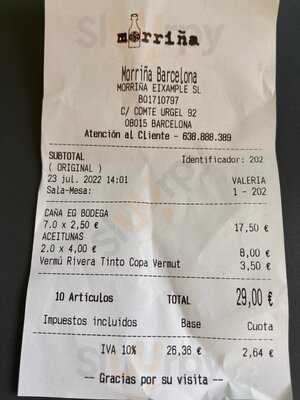 morriña
Morriña Barcelona
MORRIÑA EIXAMPLE SL
B01710797
C/ COMTE URGEL 92
08015 BARCELONA
Atención al Cliente - 638.888.389
SUBTOTAL Identificador: 202
( ORIGINAL )
23 jul. 2022 14:01 VALERIA
Sala-Mesa: 1 - 202
CAÑA EG BODEGA
7.0 x 2,50 € 17,50 €
ACEITUNAS
2.0 x 4,00 € 8,00 €
Vermú Rivera Tinto Copa Vermut 3,50 €
10 Artículos TOTAL 29,00 €
Impuestos incluidos Base Cuota
IVA 10% 26,36 € 2,64 €
-- Gracias por su visita --